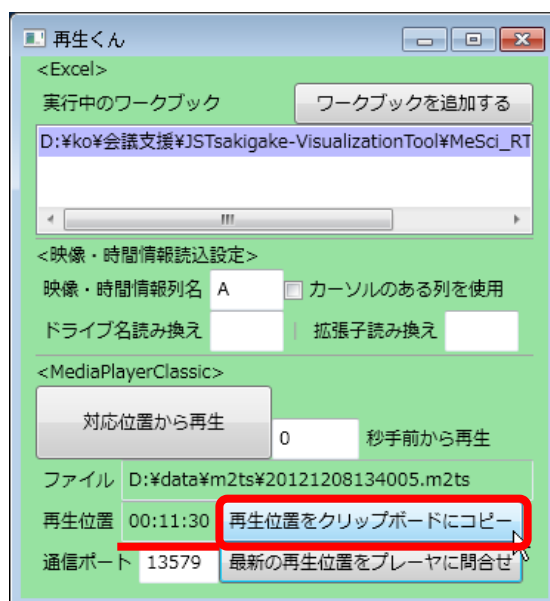 再生くん
<Excel>
実行中のワークブック ワークブックを追加する
D:¥ko¥会議支援¥JSTsakigake-VisualizationTool¥MeSci_RT
<映像・時間情報読込設定>
映像・時間情報列名 A カーソルのある列を使用
ドライブ名読み換え 拡張子読み換え
<MediaPlayerClassic>
対応位置から再生 0 秒手前から再生
ファイル D:¥data¥m2ts¥20121208134005.m2ts
再生位置 00:11:30 再生位置をクリップボードにコピー
通信ポート 13579 最新の再生位置をプレーヤに問合せ